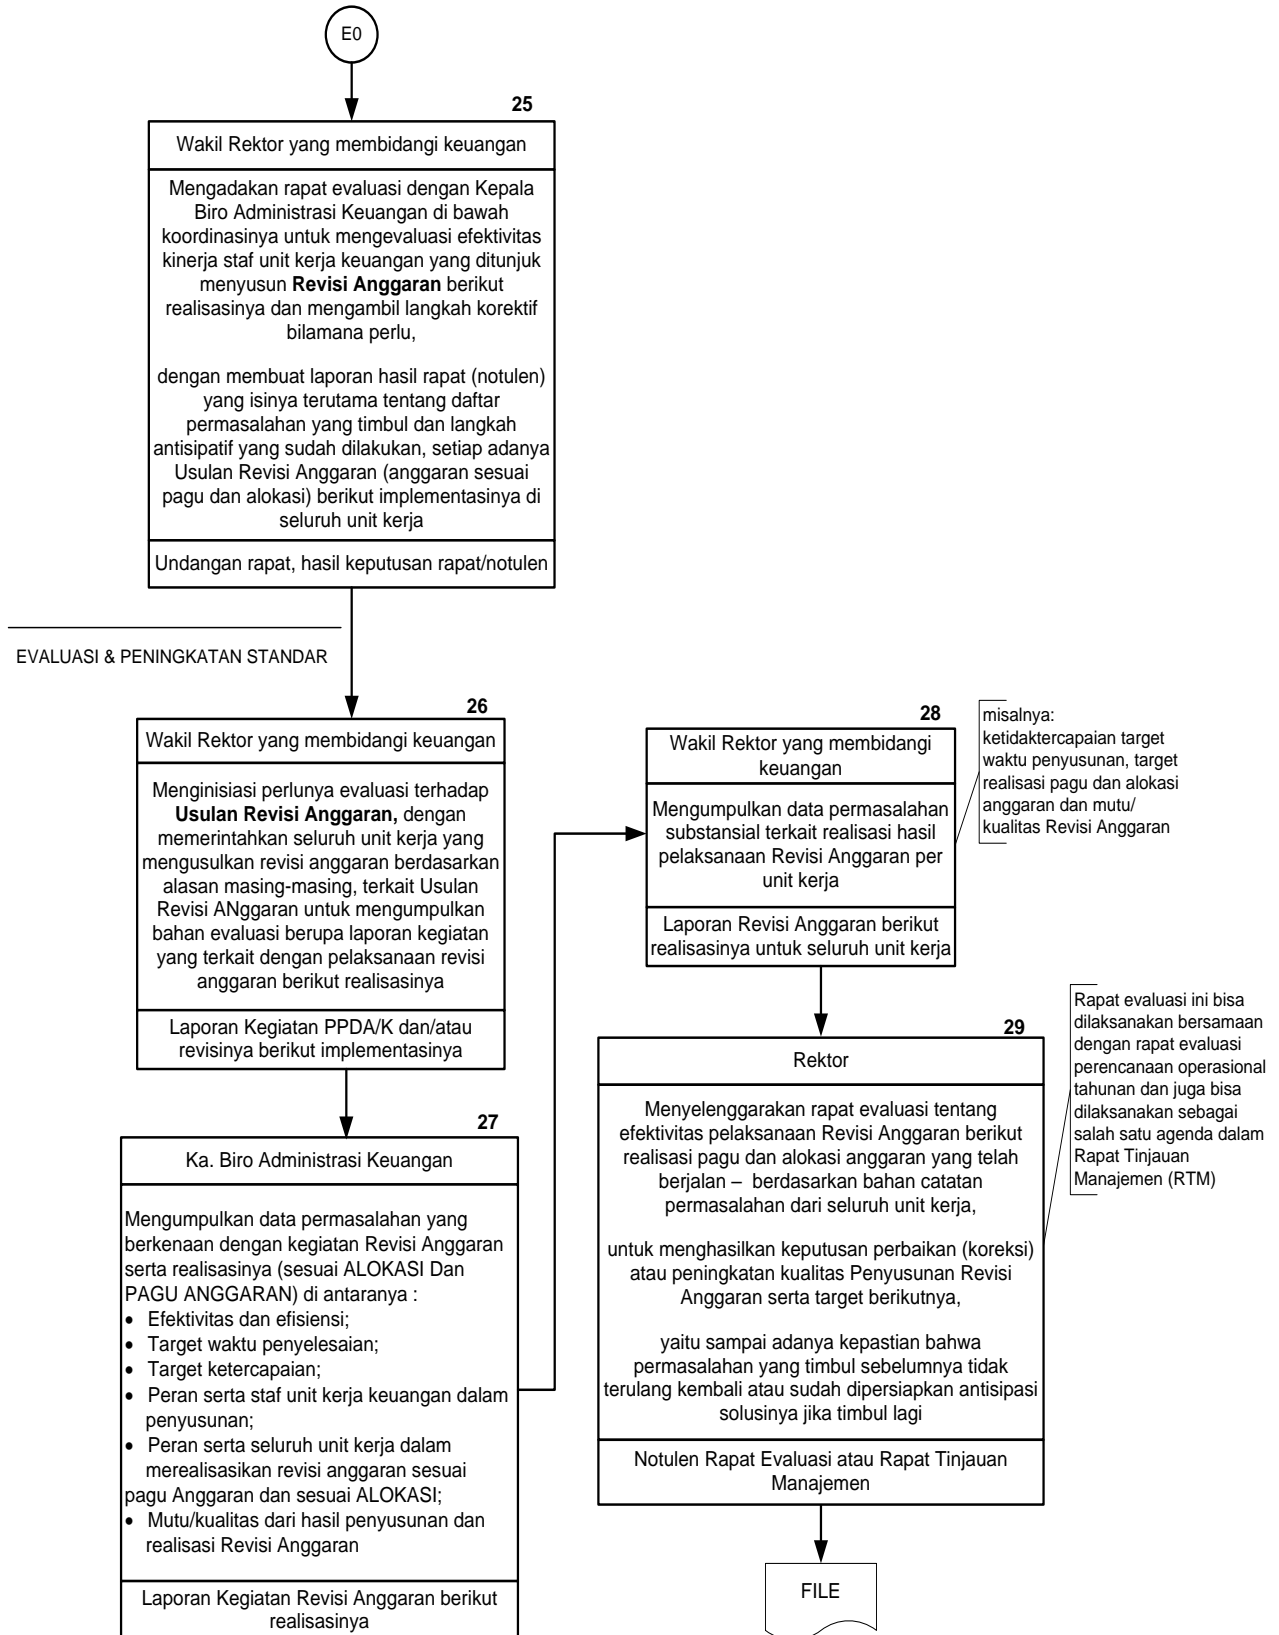 E0
25
Wakil Rektor yang membidangi keuangan
Mengadakan rapat evaluasi dengan Kepala
Biro Administrasi Keuangan di bawah
koordinasinya untuk mengevaluasi efektivitas
kinerja staf unit kerja keuangan yang ditunjuk
menyusun Revisi Anggaran berikut
realisasinya dan mengambil langkah korektif
bilamana perlu,
dengan membuat laporan hasil rapat (notulen)
yang isinya terutama tentang daftar
permasalahan yang timbul dan langkah
antisipatif yang sudah dilakukan, setiap adanya
Usulan Revisi Anggaran (anggaran sesuai
pagu dan alokasi) berikut implementasinya di
seluruh unit kerja
Undangan rapat, hasil keputusan rapat/notulen
EVALUASI & PENINGKATAN STANDAR
26
Wakil Rektor yang membidangi keuangan
Menginisiasi perlunya evaluasi terhadap
Usulan Revisi Anggaran, dengan
memerintahkan seluruh unit kerja yang
mengusulkan revisi anggaran berdasarkan
alasan masing-masing, terkait Usulan
Revisi ANggaran untuk mengumpulkan
bahan evaluasi berupa laporan kegiatan
yang terkait dengan pelaksanaan revisi
anggaran berikut realisasinya
Laporan Kegiatan PPDA/K dan/atau
revisinya berikut implementasinya
27
Ka. Biro Administrasi Keuangan
Mengumpulkan data permasalahan yang
berkenaan dengan kegiatan Revisi Anggaran
serta realisasinya (sesuai ALOKASI Dan
PAGU ANGGARAN) di antaranya :
• Efektivitas dan efisiensi;
• Target waktu penyelesaian;
• Target ketercapaian;
• Peran serta staf unit kerja keuangan dalam
penyusunan;
• Peran serta seluruh unit kerja dalam
merealisasikan revisi anggaran sesuai
pagu Anggaran dan sesuai ALOKASI;
• Mutu/kualitas dari hasil penyusunan dan
realisasi Revisi Anggaran
Laporan Kegiatan Revisi Anggaran berikut
realisasinya
28
Wakil Rektor yang membidangi
keuangan
Mengumpulkan data permasalahan
substansial terkait realisasi hasil
pelaksanaan Revisi Anggaran per
unit kerja
Laporan Revisi Anggaran berikut
realisasinya untuk seluruh unit kerja
misalnya:
ketidaktercapaian target
waktu penyusunan, target
realisasi pagu dan alokasi
anggaran dan mutu/
kualitas Revisi Anggaran
29
Rektor
Menyelenggarakan rapat evaluasi tentang
efektivitas pelaksanaan Revisi Anggaran berikut
realisasi pagu dan alokasi anggaran yang telah
berjalan – berdasarkan bahan catatan
permasalahan dari seluruh unit kerja,
untuk menghasilkan keputusan perbaikan (koreksi)
atau peningkatan kualitas Penyusunan Revisi
Anggaran serta target berikutnya,
yaitu sampai adanya kepastian bahwa
permasalahan yang timbul sebelumnya tidak
terulang kembali atau sudah dipersiapkan antisipasi
solusinya jika timbul lagi
Notulen Rapat Evaluasi atau Rapat Tinjauan
Manajemen
Rapat evaluasi ini bisa
dilaksanakan bersamaan
dengan rapat evaluasi
perencanaan operasional
tahunan dan juga bisa
dilaksanakan sebagai
salah satu agenda dalam
Rapat Tinjauan
Manajemen (RTM)
FILE